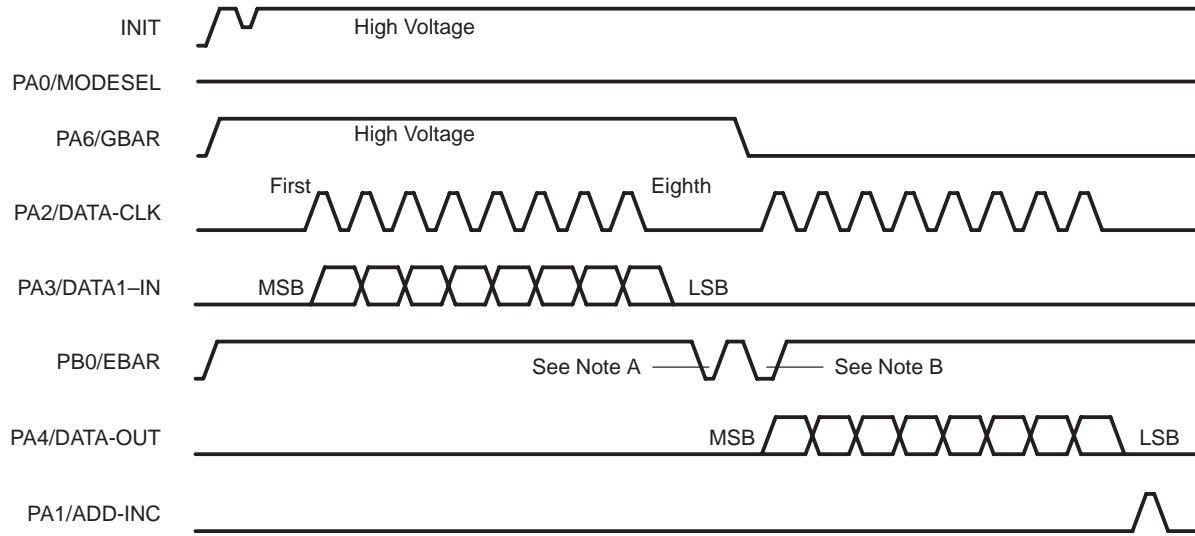 INIT
High Voltage
PA0/MODESEL
PA6/GBAR
High Voltage
First
Eighth
PA2/DATA-CLK
PA3/DATA1–IN
MSB
LSB
PB0/EBAR
See Note A
See Note B
PA4/DATA-OUT
MSB
LSB
PA1/ADD-INC